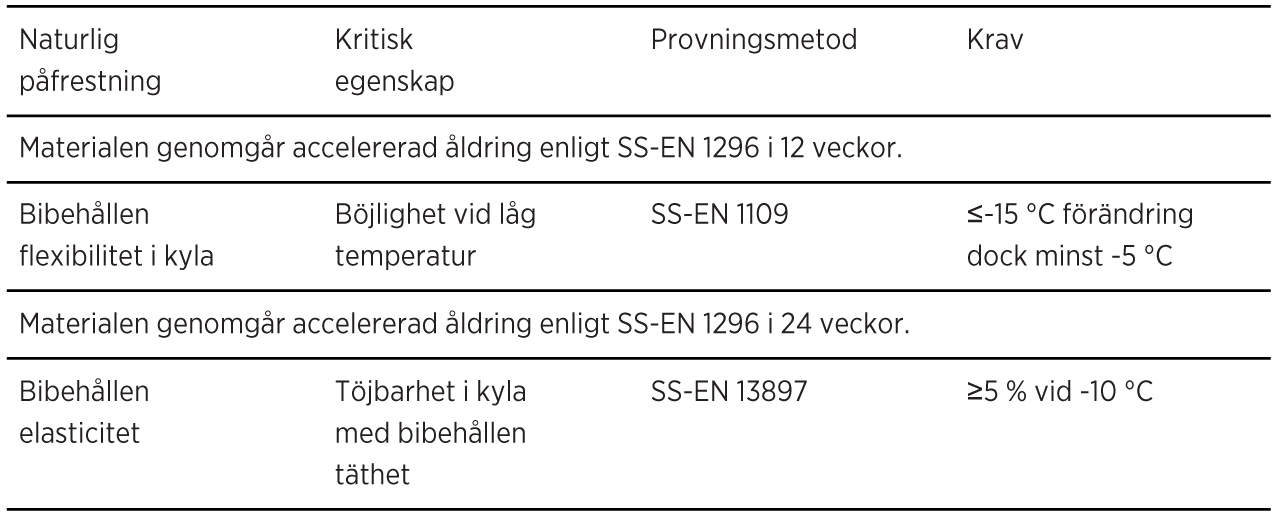 Naturlig påfrestning
Kritisk egenskap
Provningsmetod
Krav
Materialen genomgår accelererad åldring enligt SS-EN 1296 i 12 veckor.
Bibehållen
flexibilitet i kyla
Böjlighet vid låg
temperatur
SS-EN 1109
≤-15 °C förändring
dock minst -5 °C
Materialen genomgår accelererad åldring enligt SS-EN 1296 i 24 veckor.
Bibehållen
elasticitet
Töjbarhet i kyla
med bibehållen
täthet
SS-EN 13897
≥5 % vid -10 °C